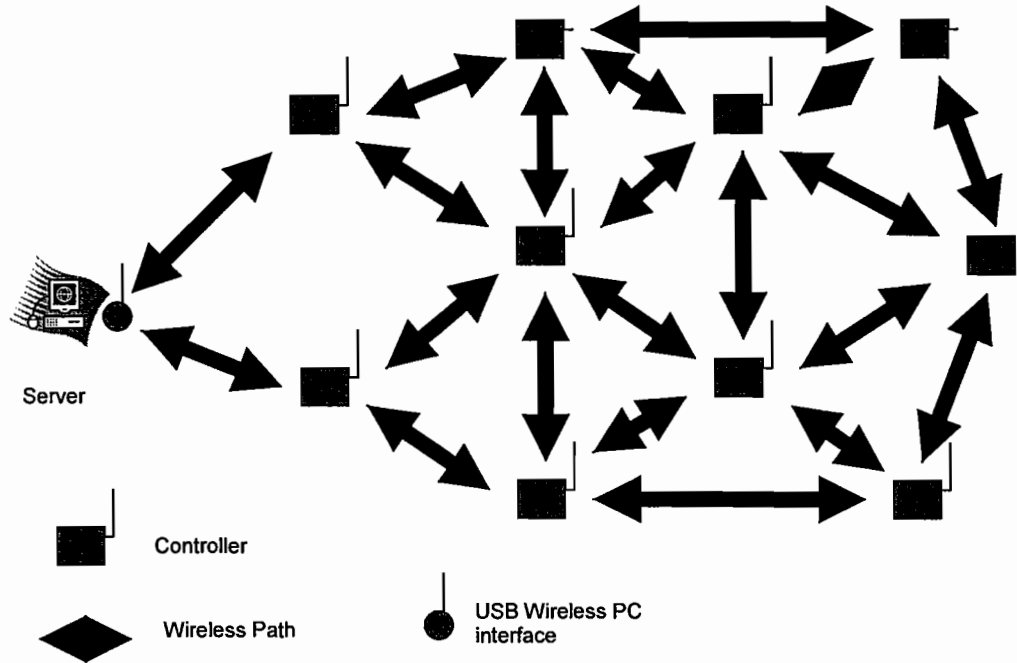 Server
Controller
Wireless Path
USB Wireless PC
interface